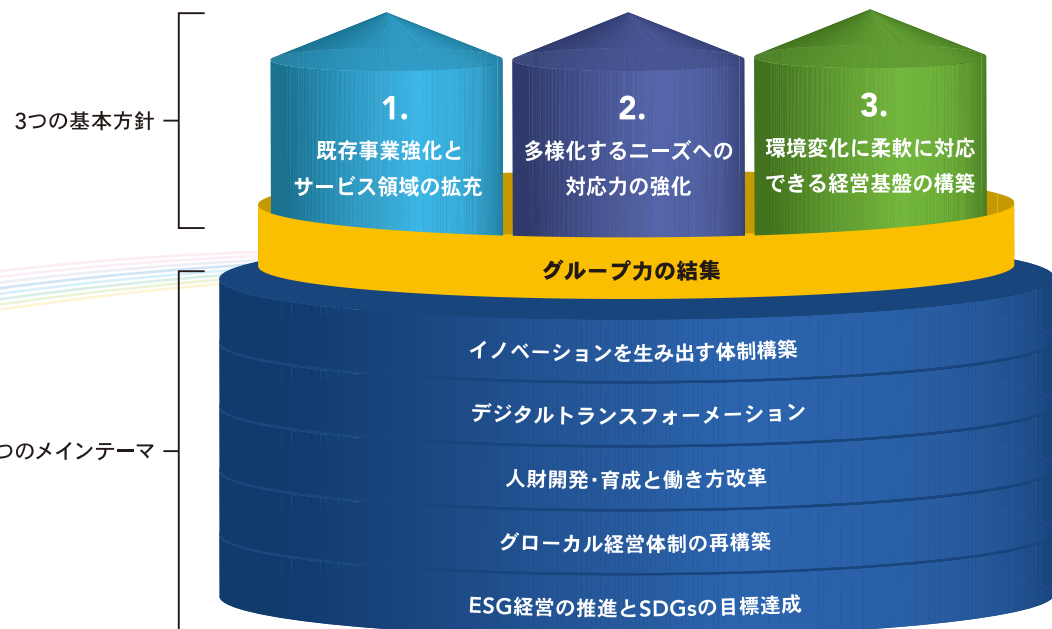 3つの基本方針
1.
既存事業強化と
サービス領域の拡充
2.
多様化するニーズへの
対応力の強化
3.
環境変化に柔軟に対応
できる経営基盤の構築
グループ力の結集
つのメインテーマ
イノベーションを生み出す体制構築
デジタルトランスフォーメーション
人財開発・育成と働き方改革
グローカル経営体制の再構築
ESG経営の推進とSDGsの目標達成